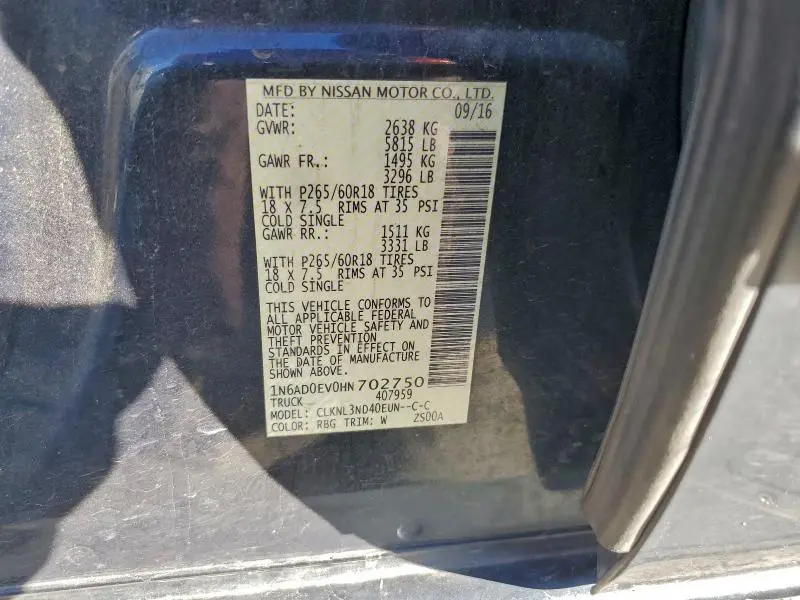 MFD BY NISSAN MOTOR CO., LTD.
DATE: 09/16
GVWR: 2638 KG
5815 LB
GAWR FR.: 1495 KG
3296 LB
WITH P265/60R18 TIRES
18 X 7.5 RIMS AT 35 PSI
COLD SINGLE
GAWR RR.: 1511 KG
3331 LB
WITH P265/60R18 TIRES
18 X 7.5 RIMS AT 35 PSI
COLD SINGLE
THIS VEHICLE CONFORMS TO
ALL APPLICABLE FEDERAL
MOTOR VEHICLE SAFETY AND
THEFT PREVENTION
STANDARDS IN EFFECT ON
THE DATE OF MANUFACTURE
SHOWN ABOVE.
1N6AD0EV0HN702750
TRUCK 407959
MODEL: CLKNL3ND40EUN--C-C
COLOR: RBG TRIM: W ZS00A